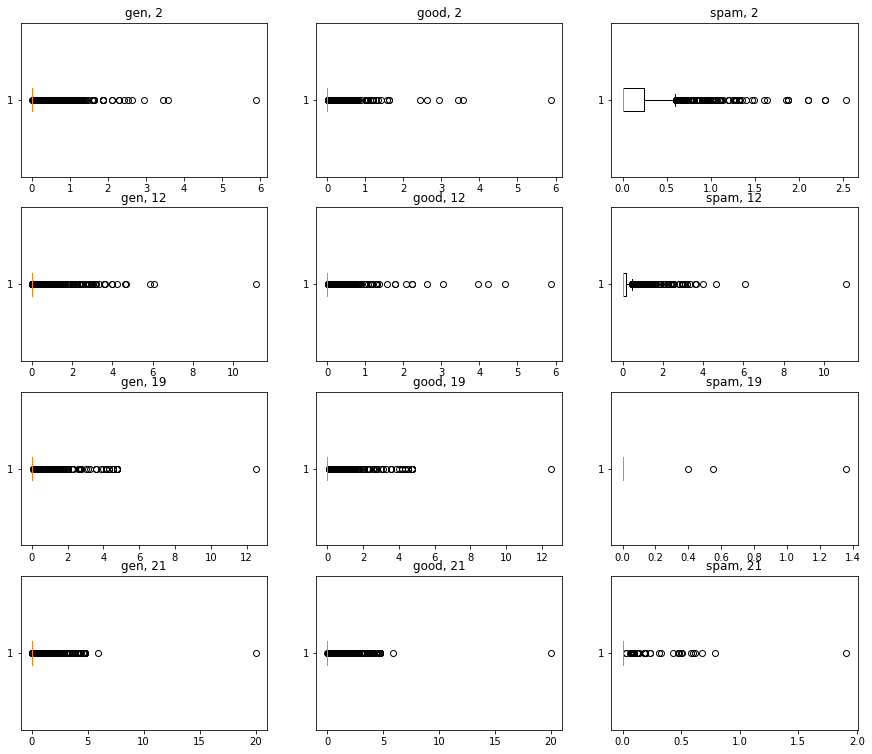 gen, 2 good, 2 spam, 2
1 1 1
0 1 2 3 4 5 6 0 1 2 3 4 5 6 0.0 0.5 1.0 1.5 2.0 2.5
gen, 12 good, 12 spam, 12
1 1 1
0 2 4 6 8 10 0 1 2 3 4 5 6 0 2 4 6 8 10
gen, 19 good, 19 spam, 19
1 1 1
0 2 4 6 8 10 12 0 2 4 6 8 10 12 0.0 0.2 0.4 0.6 0.8 1.0 1.2 1.4
gen, 21 good, 21 spam, 21
1 1 1
0 5 10 15 20 0 5 10 15 20 0.0 0.5 1.0 1.5 2.0